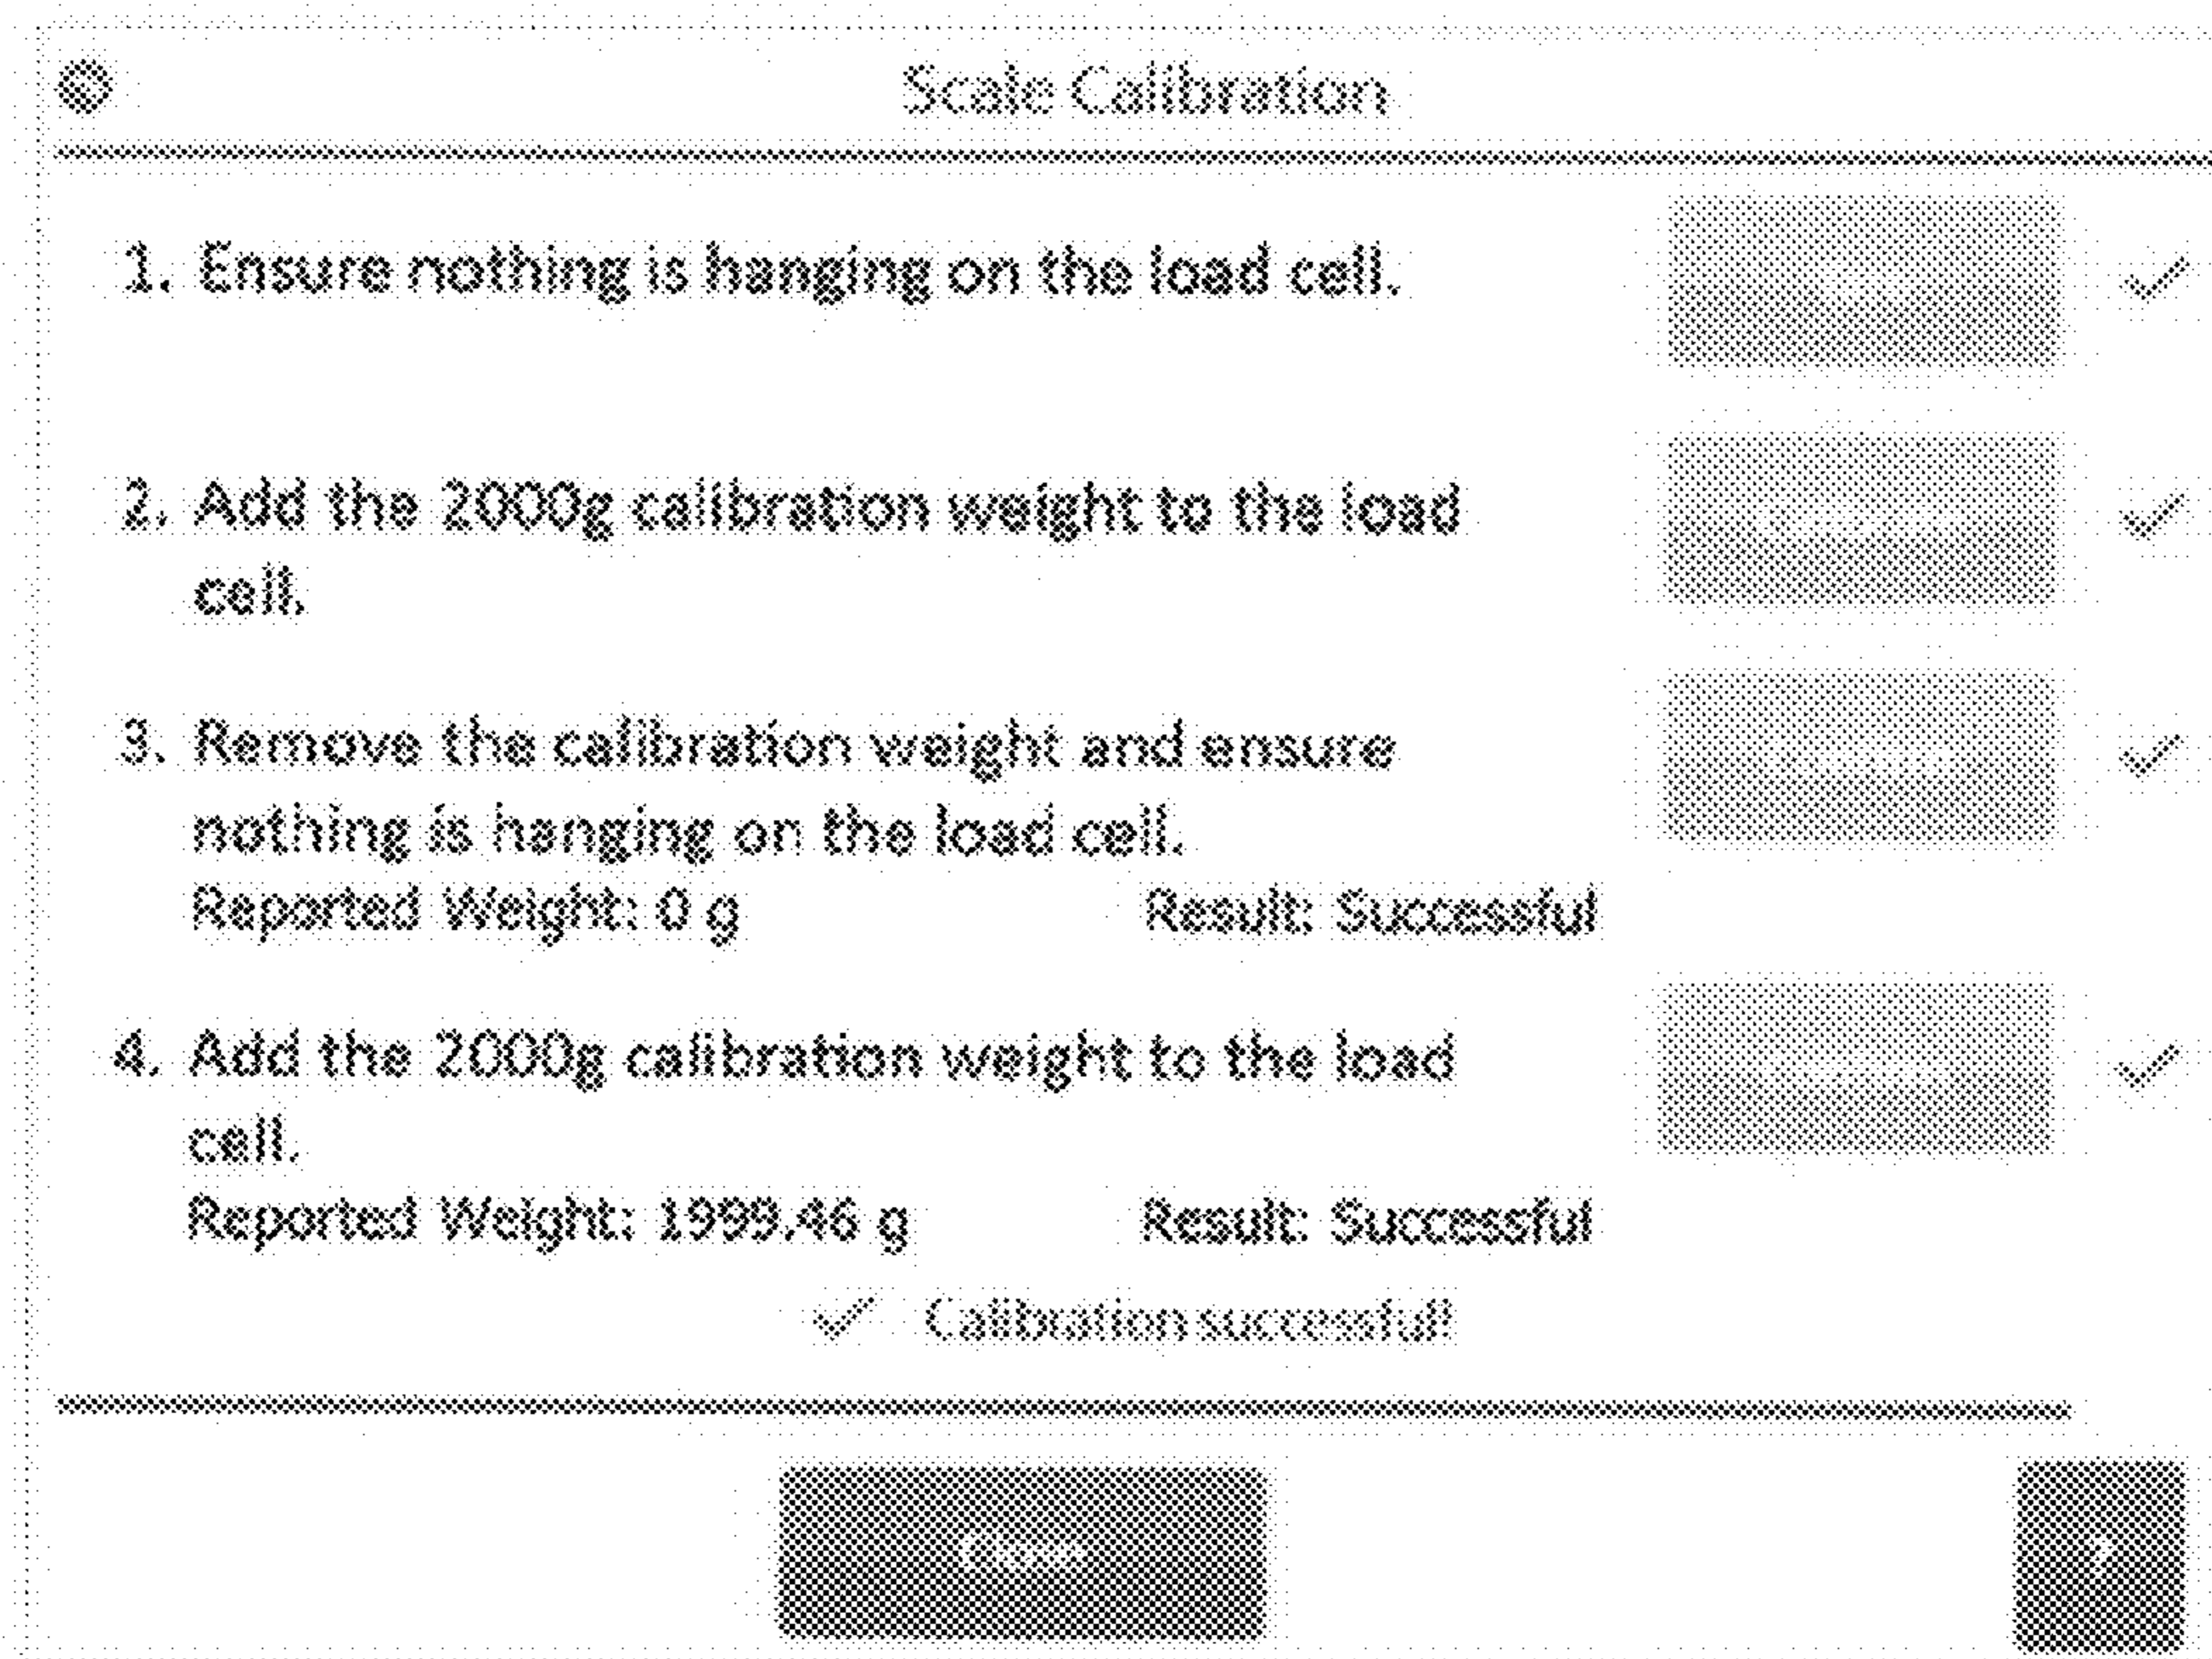 Scale Calibration
1. Ensure nothing is hanging on the load cell.
2. Add the 2000g calibration weight to the load
cell.
3. Remove the calibration weight and ensure
nothing is hanging on the load cell.
Reported Weight: 0 g
Result: Successful
4. Add the 2000g calibration weight to the load
cell.
Reported Weight: 1999.46 g
Result: Successful
Calibration successful!
?